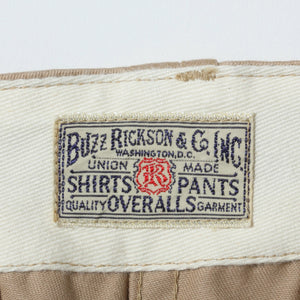 BUZZ RICKSON & CO. INC
WASHINGTON, D.C.
UNION MADE
SHIRTS R PANTS
QUALITY OVERALLS GARMENT